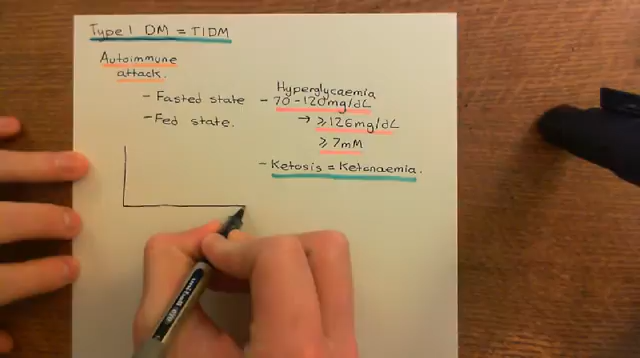 Type 1 DM = T1DM
Autoimmune
attack.
- Fasted state
- Fed state.
Hyperglycaemia
- 70-120mg/dL
→ ≥126mg/dL
≥7mM
- Ketosis = Ketonaemia.